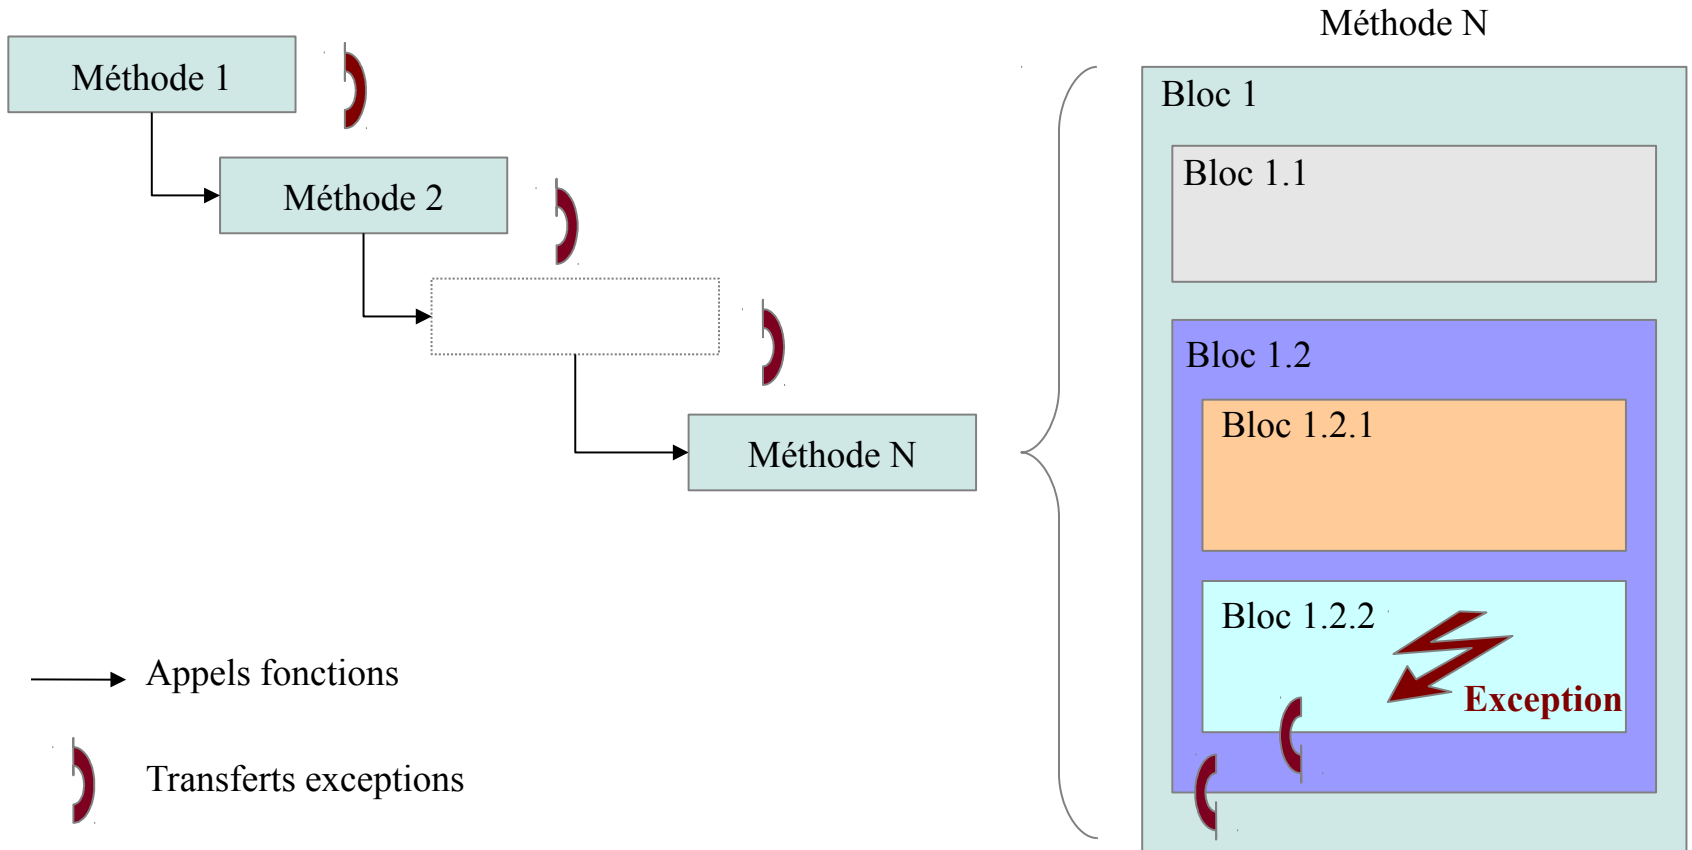 Méthode N
Méthode 1
Bloc 1
Bloc 1.1
Méthode 2
Bloc 1.2
Bloc 1.2.1
Méthode N
Bloc 1.2.2
Exception
Appels fonctions
Transferts exceptions